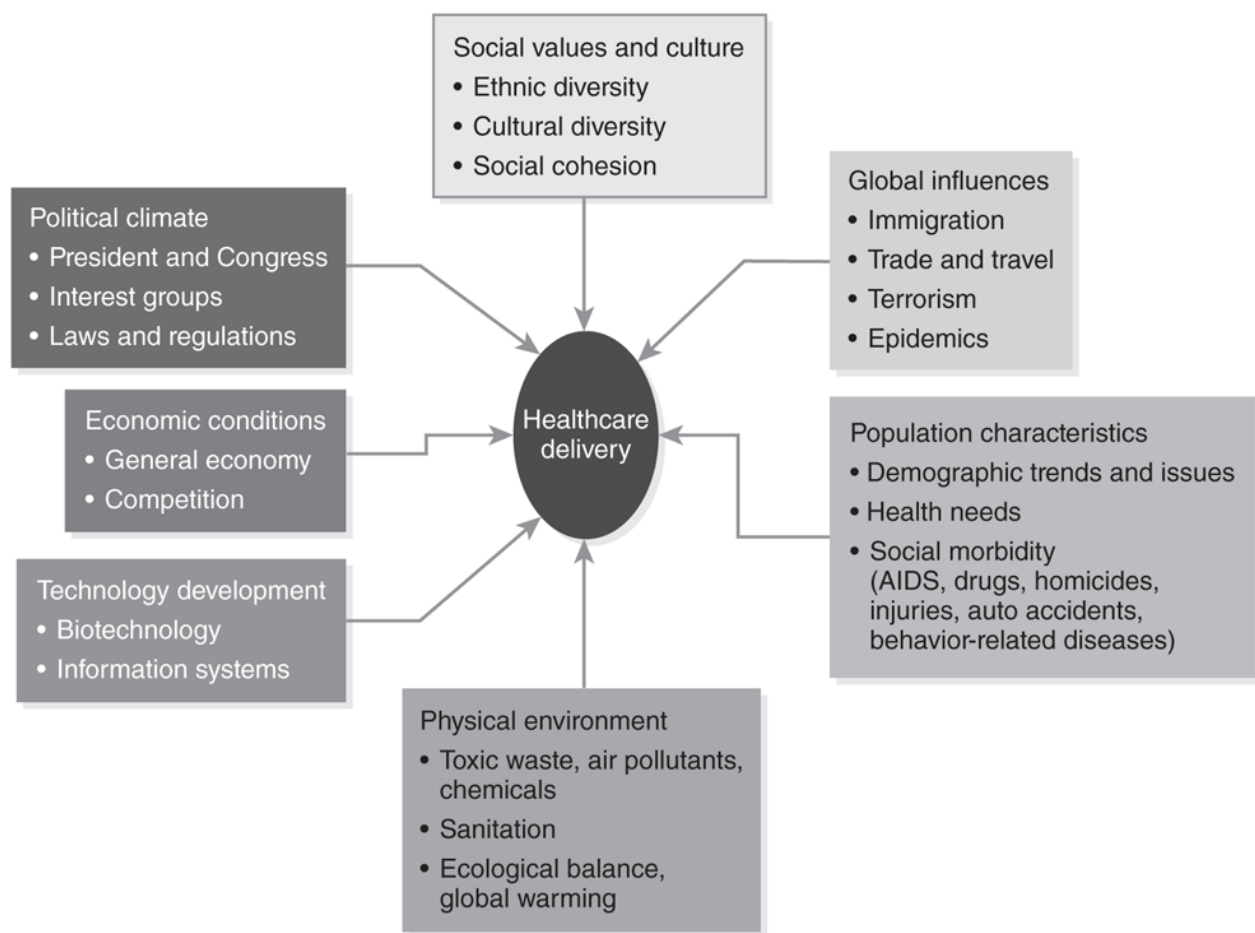 Social values and culture
• Ethnic diversity
• Cultural diversity
• Social cohesion
Global influences
• Immigration
• Trade and travel
• Terrorism
• Epidemics
Political climate
• President and Congress
• Interest groups
• Laws and regulations
Economic conditions
• General economy
• Competition
Healthcare
delivery
Population characteristics
• Demographic trends and issues
• Health needs
• Social morbidity
(AIDS, drugs, homicides,
injuries, auto accidents,
behavior-related diseases)
Technology development
• Biotechnology
• Information systems
Physical environment
• Toxic waste, air pollutants,
chemicals
• Sanitation
• Ecological balance,
global warming